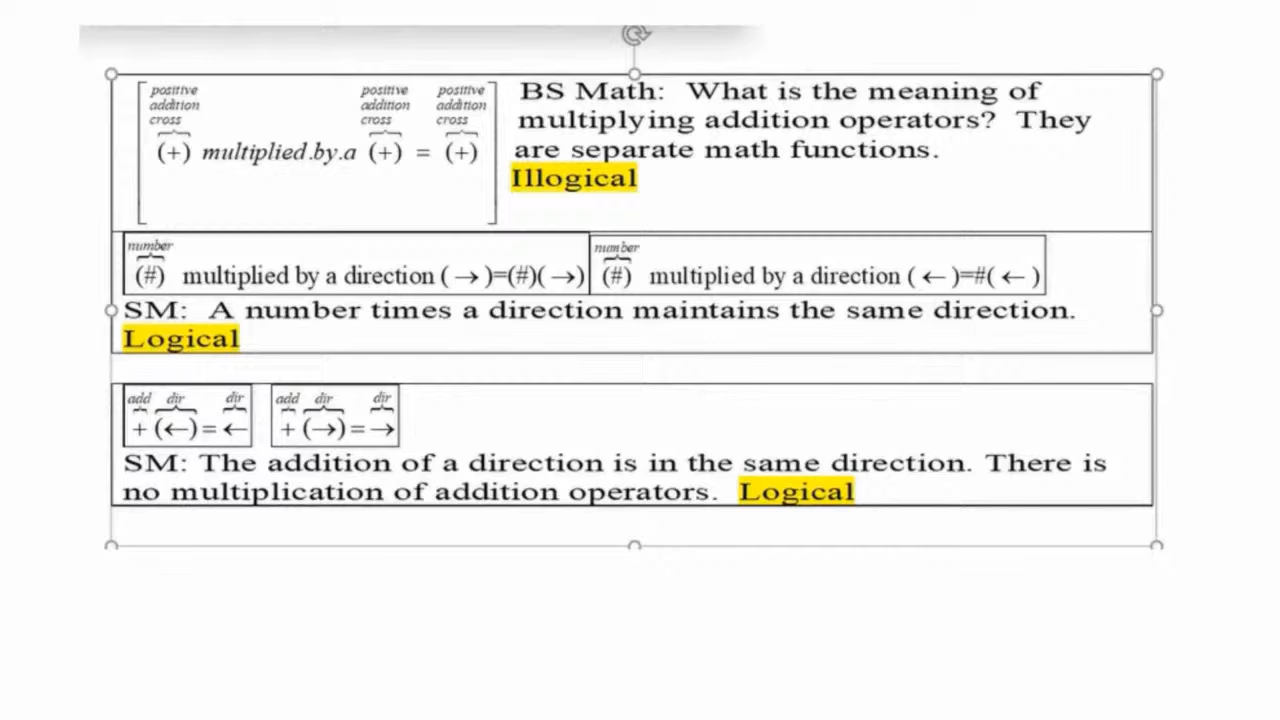 positive addition cross positive addition cross positive addition cross
(+) multiplied.by.a (+) = (+)
BS Math: What is the meaning of
multiplying addition operators? They
are separate math functions.
Illogical
number
(#) multiplied by a direction (→)=(#)(→)
number
(#) multiplied by a direction (←)=#(←)
SM: A number times a direction maintains the same direction.
Logical
add dir dir
+(←)=←
add dir dir
+(→)=→
SM: The addition of a direction is in the same direction. There is
no multiplication of addition operators. Logical